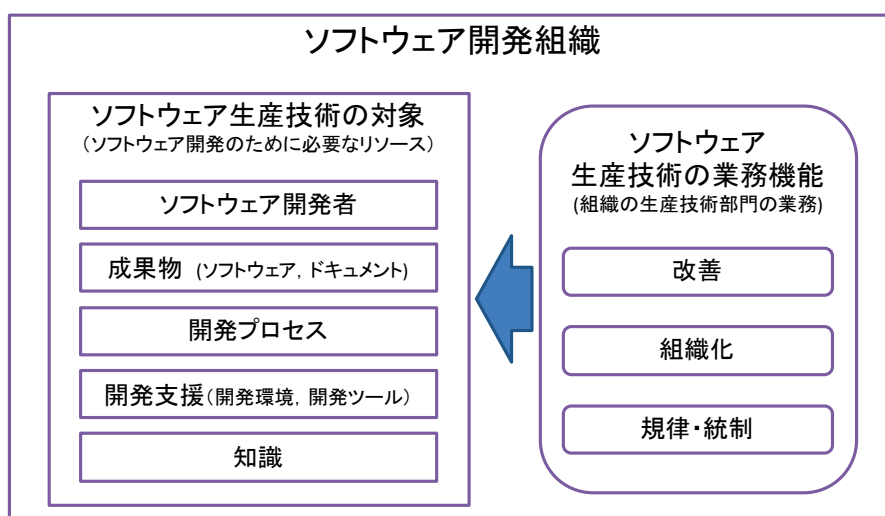 ソフトウェア開発組織
ソフトウェア生産技術の対象
（ソフトウェア開発のために必要なリソース）
ソフトウェア開発者
成果物 (ソフトウェア, ドキュメント)
開発プロセス
開発支援（開発環境, 開発ツール）
知識
ソフトウェア
生産技術の業務機能
(組織の生産技術部門の業務)
改善
組織化
規律・統制